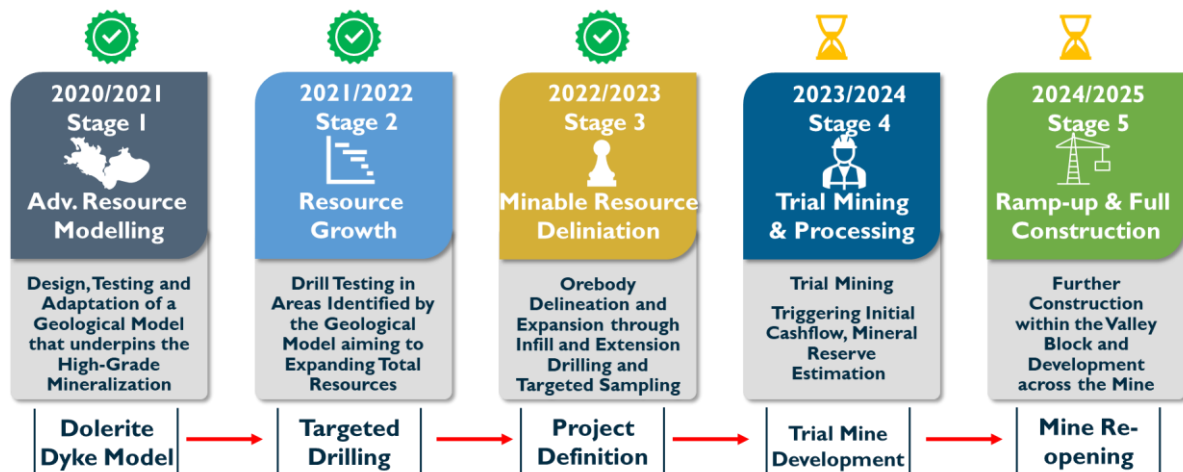 2020/2021
Stage 1
Adv. Resource
Modelling
Design, Testing and
Adaptation of a
Geological Model
that underpins the
High-Grade
Mineralization
Dolerite
Dyke Model
2021/2022
Stage 2
Resource
Growth
Drill Testing in
Areas Identified by
the Geological
Model aiming to
Expanding Total
Resources
Targeted
Drilling
2022/2023
Stage 3
Minable Resource
Deliniation
Orebody
Delineation and
Expansion through
Infill and Extension
Drilling and
Targeted Sampling
Project
Definition
2023/2024
Stage 4
Trial Mining
& Processing
Trial Mining
Triggering Initial
Cashflow, Mineral
Reserve
Estimation
Trial Mine
Development
2024/2025
Stage 5
Ramp-up & Full
Construction
Further
Construction
within the Valley
Block and
Development
across the Mine
Mine Re-
opening